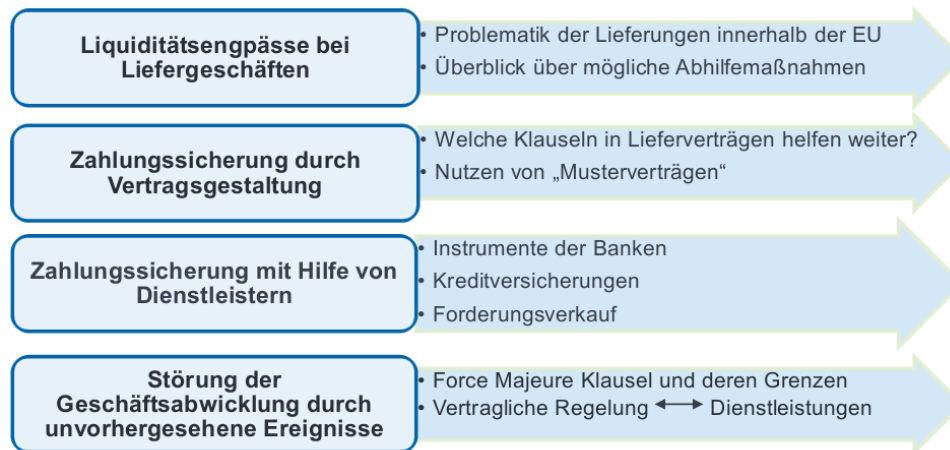 Liquiditätsengpässe bei
Liefergeschäften
• Problematik der Lieferungen innerhalb der EU
• Überblick über mögliche Abhilfemaßnahmen
Zahlungssicherung durch
Vertragsgestaltung
• Welche Klauseln in Lieferverträgen helfen weiter?
• Nutzen von „Musterverträgen“
Zahlungssicherung mit Hilfe von
Dienstleistern
• Instrumente der Banken
• Kreditversicherungen
• Forderungsverkauf
Störung der
Geschäftsabwicklung durch
unvorhergesehene Ereignisse
• Force Majeure Klausel und deren Grenzen
• Vertragliche Regelung ⟷ Dienstleistungen